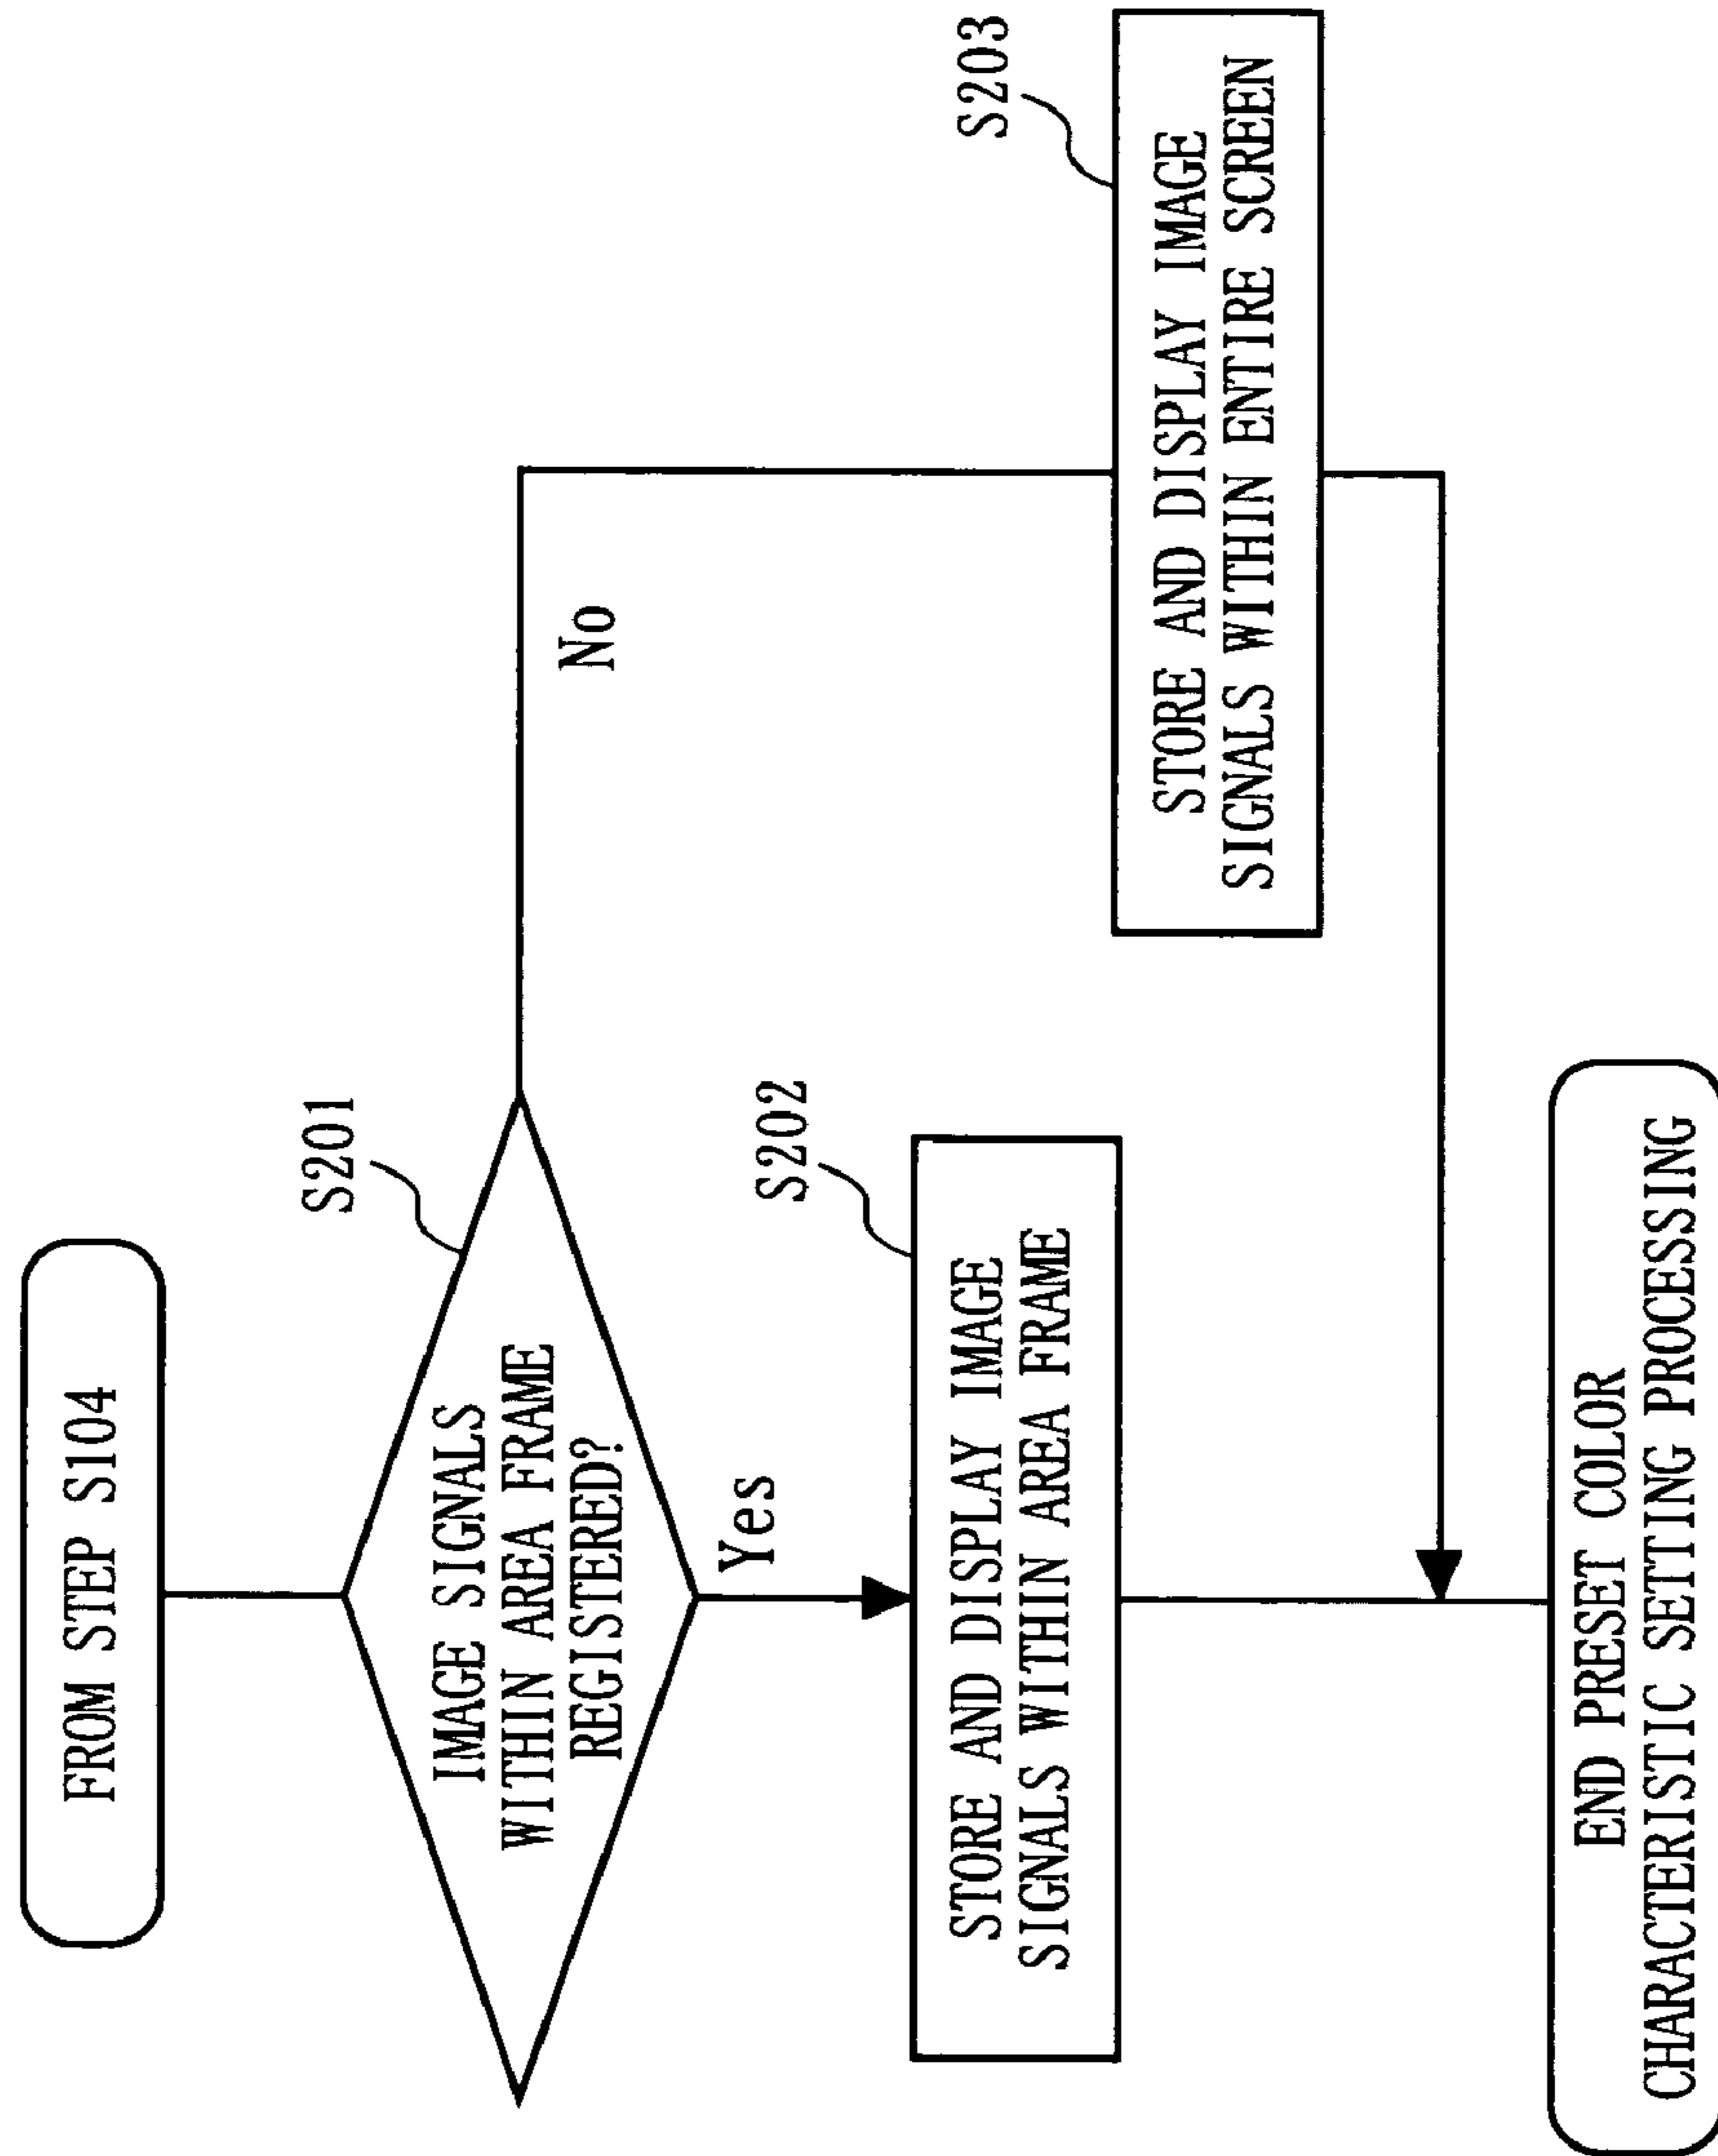 FROM STEP S104
S201
IMAGE SIGNALS
WITHIN AREA FRAME
REGISTERED?
No
Yes
S202
STORE AND DISPLAY IMAGE
SIGNALS WITHIN AREA FRAME
S203
STORE AND DISPLAY IMAGE
SIGNALS WITHIN ENTIRE SCREEN
END PRESET COLOR
CHARACTERISTIC SETTING PROCESSING